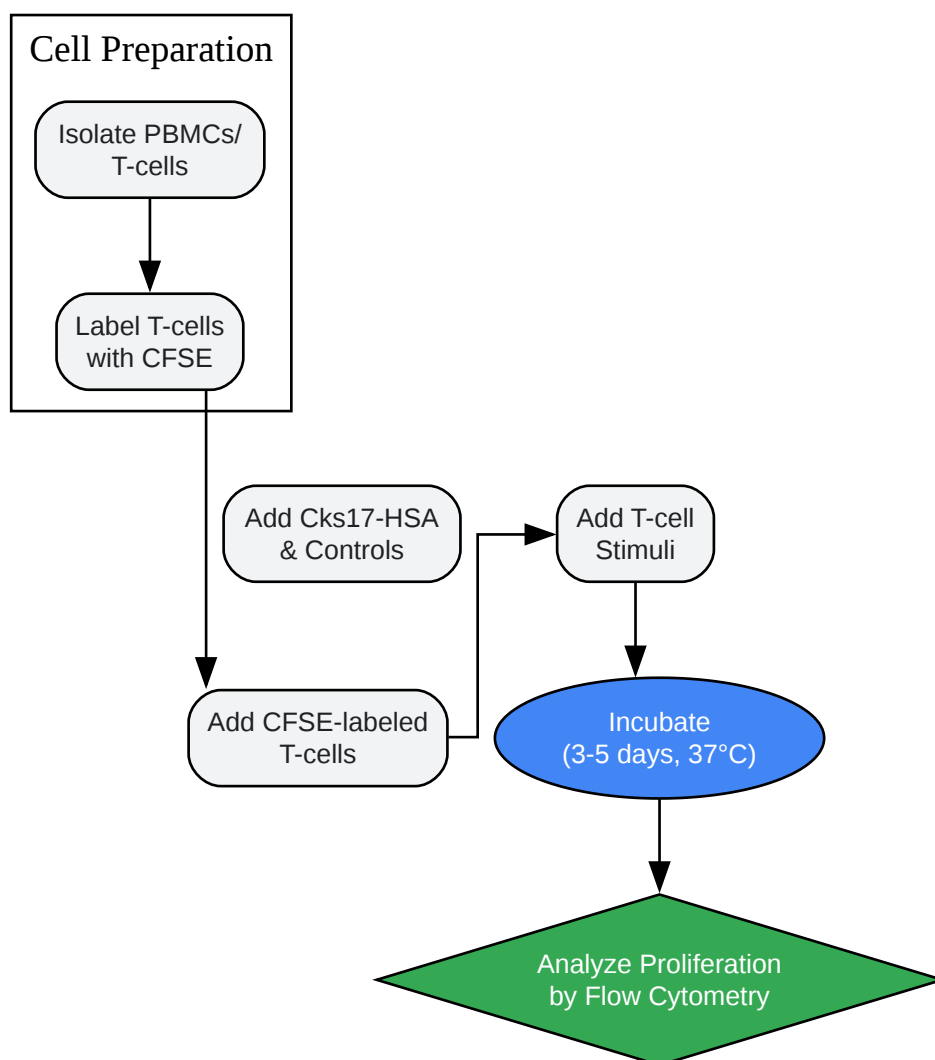 Cell Preparation
Isolate PBMCs/
T-cells
Label T-cells
with CFSE
Add Cks17-HSA
& Controls
Add T-cell
Stimuli
Add CFSE-labeled
T-cells
Incubate
(3-5 days, 37°C)
Analyze Proliferation
by Flow Cytometry